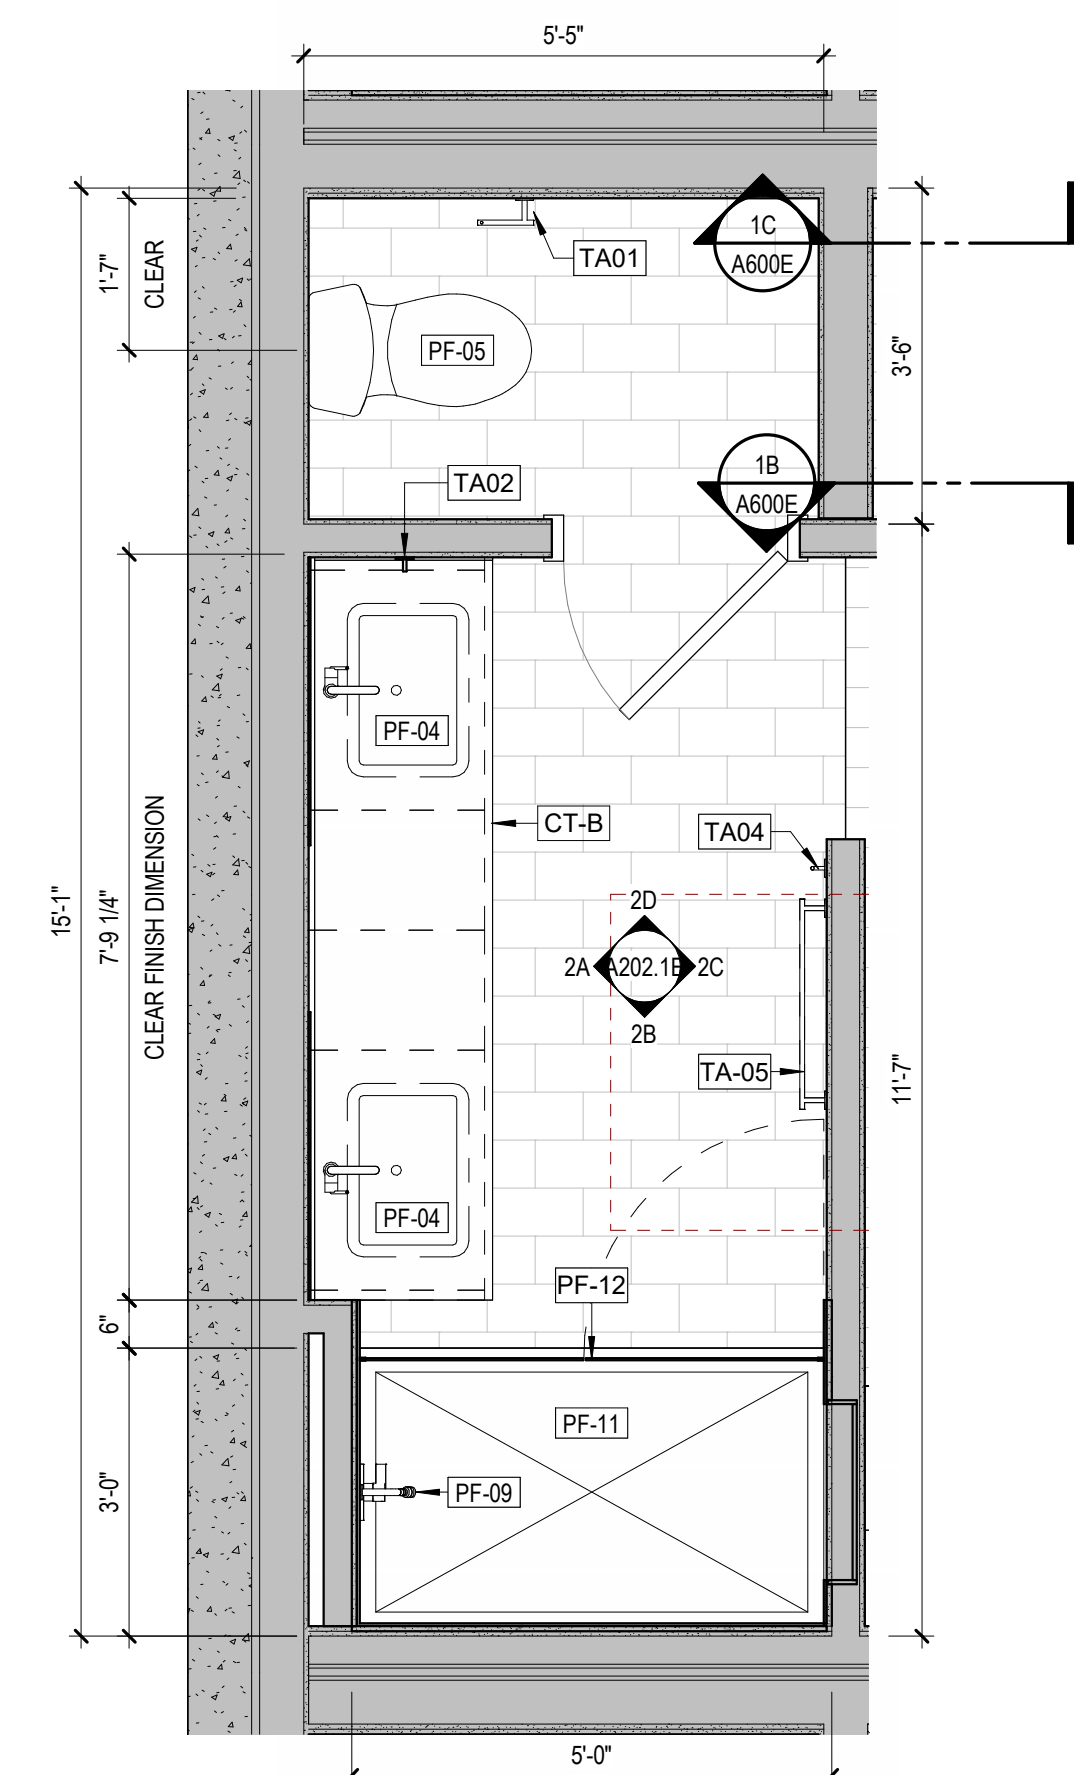 5'-5"
1'-7"
CLEAR
1C
A600E
TA01
PF-05
3'-6"
1B
A600E
TA02
PF-04
CT-B
TA04
15'-1"
7'-9 1/4"
CLEAR FINISH DIMENSION
2D
2A
A202.1E
2C
2B
TA-05
11'-7"
PF-04
PF-12
6"
PF-11
PF-09
3'-0"
5'-0"